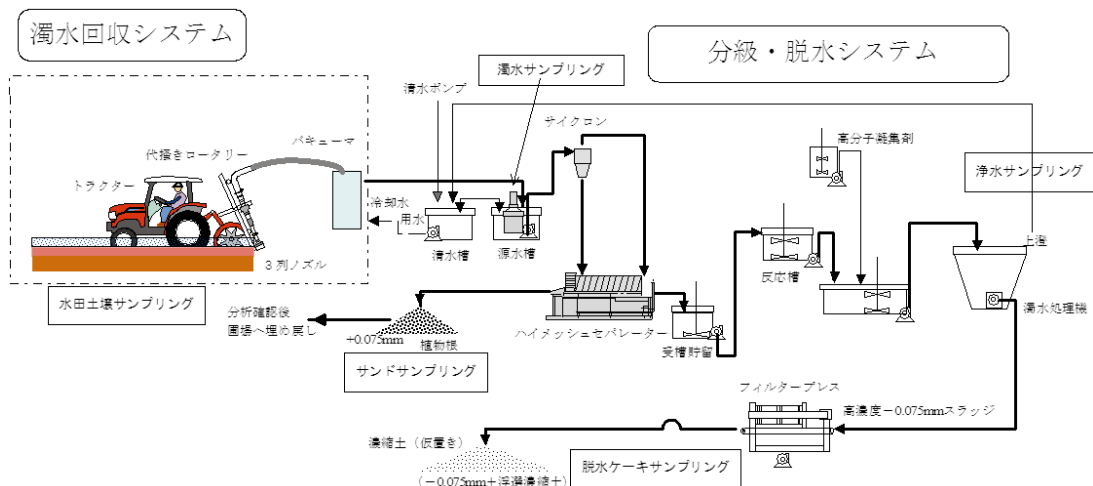 濁水回収システム
分級・脱水システム
濁水サンプリング
清水ポンプ
サイクロン
高分子凝集剤
浄水サンプリング
バキューマ
代掻きロータリー
トラクター
冷却水
用水
清水槽
源水槽
3列ノズル
上澄
反応槽
水田土壌サンプリング
濁水処理機
分析確認後
圃場へ埋め戻し
+0.075mm
植物根
ハイメッシュセパレーター
受槽貯留
サンドサンプリング
フィルタープレス
高濃度－0.075mmスラッジ
濃縮土（仮置き）
脱水ケーキサンプリング
（－0.075mm+浮遊濃縮土）